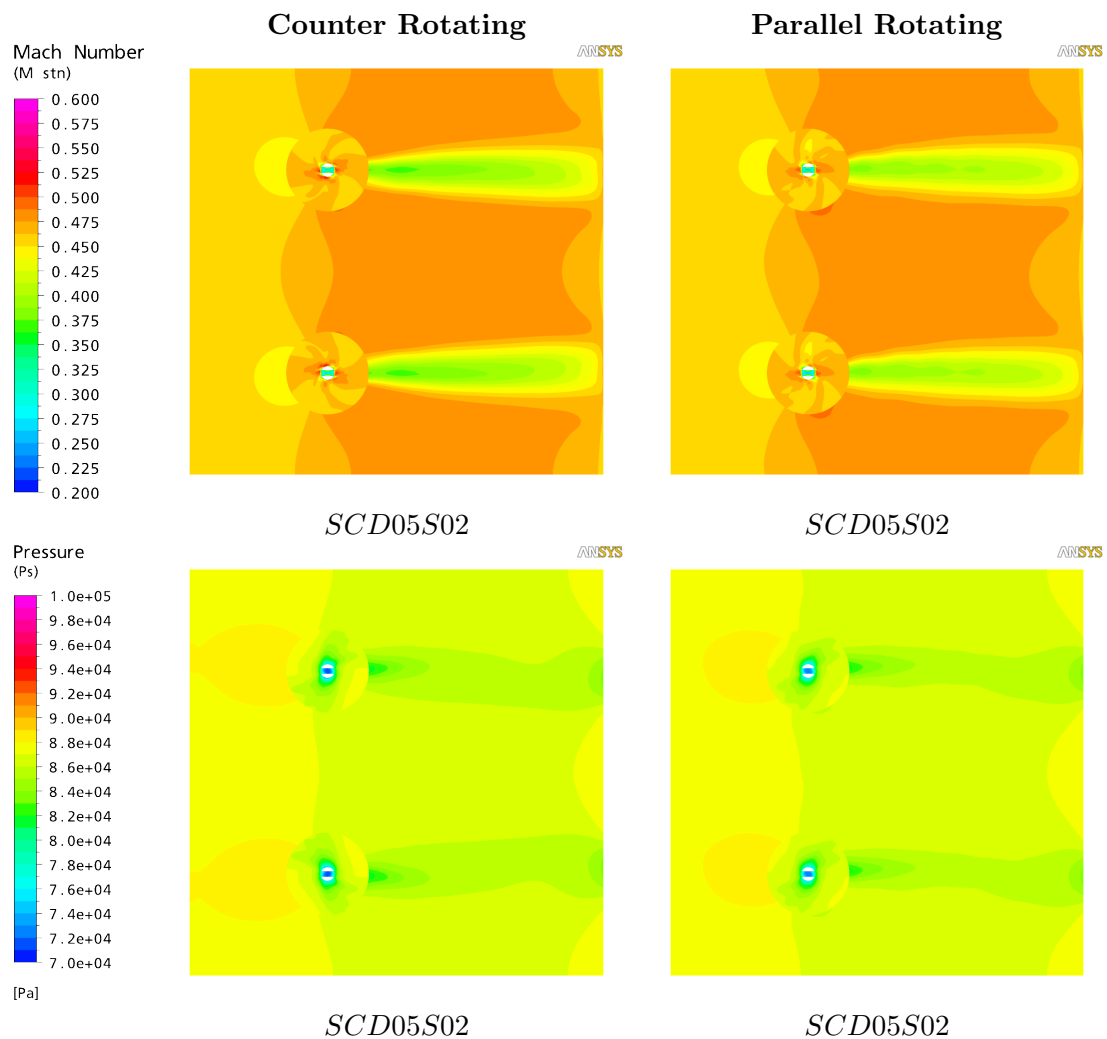 Counter Rotating
Parallel Rotating
Mach Number
(M stn)
ANSYS
ANSYS
0.600
0.575
0.550
0.525
0.500
0.475
0.450
0.425
0.400
0.375
0.350
0.325
0.300
0.275
0.250
0.225
0.200
SCD05S02
SCD05S02
Pressure
(Ps)
ANSYS
ANSYS
1.0e+05
9.8e+04
9.6e+04
9.4e+04
9.2e+04
9.0e+04
8.8e+04
8.6e+04
8.4e+04
8.2e+04
8.0e+04
7.8e+04
7.6e+04
7.4e+04
7.2e+04
7.0e+04
[Pa]
SCD05S02
SCD05S02